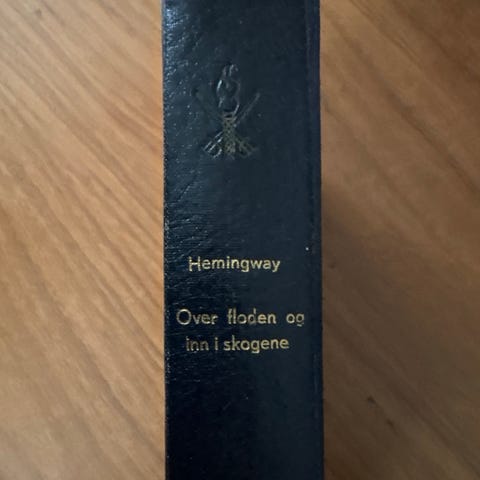 Hemingway
Over floden og
inn i skogene